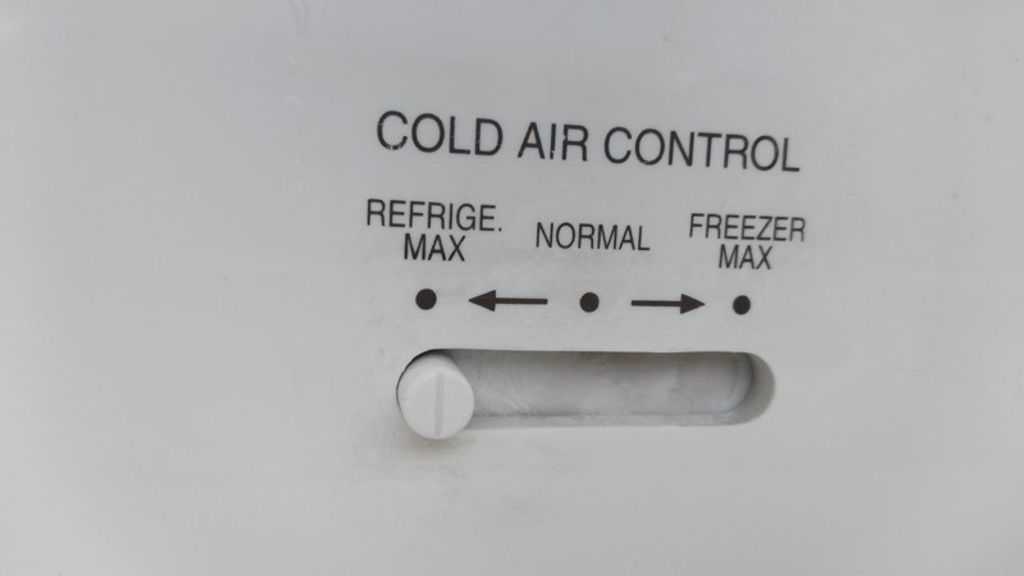 COLD AIR CONTROL
REFRIGE. MAX
NORMAL
FREEZER MAX